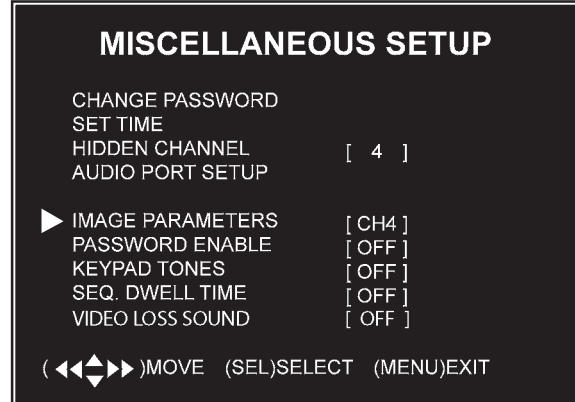 MISCELLANEOUS SETUP
CHANGE PASSWORD
SET TIME
HIDDEN CHANNEL [ 4 ]
AUDIO PORT SETUP
IMAGE PARAMETERS [ CH4 ]
PASSWORD ENABLE [ OFF ]
KEYPAD TONES [ OFF ]
SEQ. DWELL TIME [ OFF ]
VIDEO LOSS SOUND [ OFF ]
( ◀◀▲▼▶▶ )MOVE (SEL)SELECT (MENU)EXIT